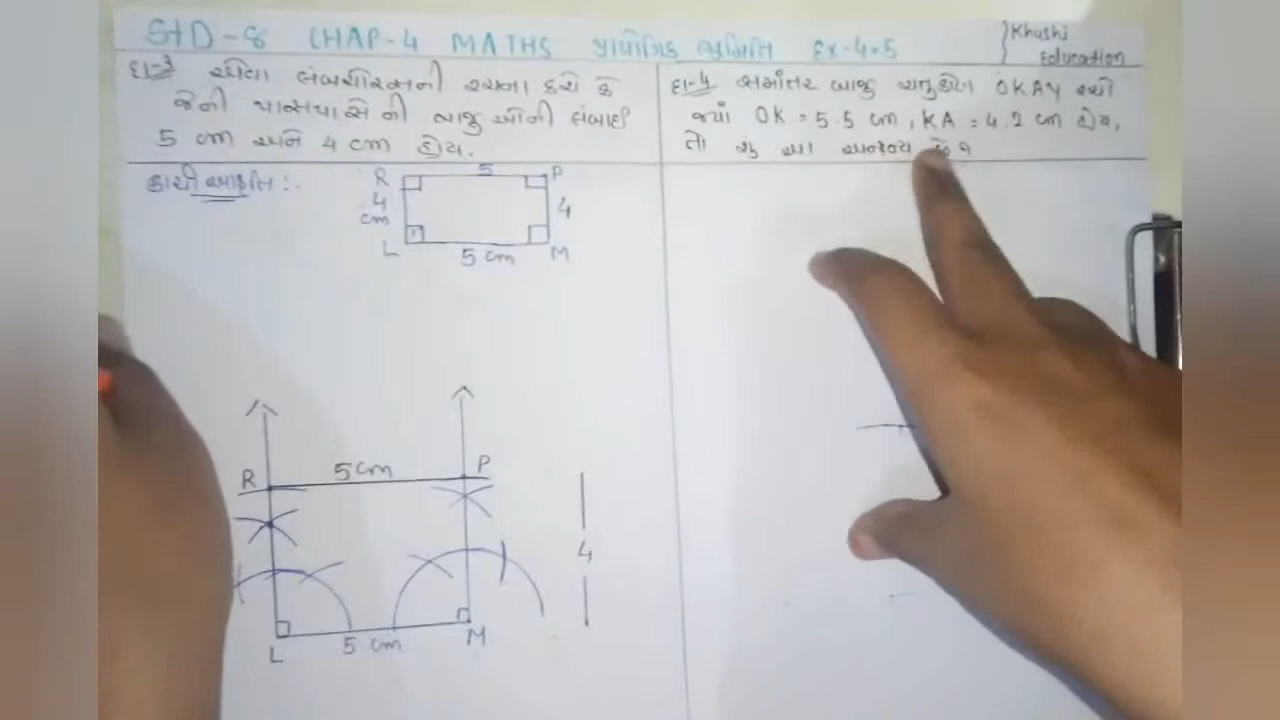 STD-8 CHAP-4 MATHS પ્રાયોગિક ભૂમિતિ Ex-4.5
Khushi
Education
દા-3 એવા લંબચોરસની રચના કરો કે
જેની પાસપાસેની બાજુઓની લંબાઈ
5 cm અને 4 cm હોય.
દા-4 સમાંતર બાજુ ચતુષ્કોણ OKAY રચો
જ્યાં OK = 5.5 cm, KA = 4.2 cm હોય,
તો શું આ અનન્ય છે ?
કાચી આકૃતિ :-
R 5 P
4
cm
4
L 5 cm M
R 5cm P
4
L 5 cm M